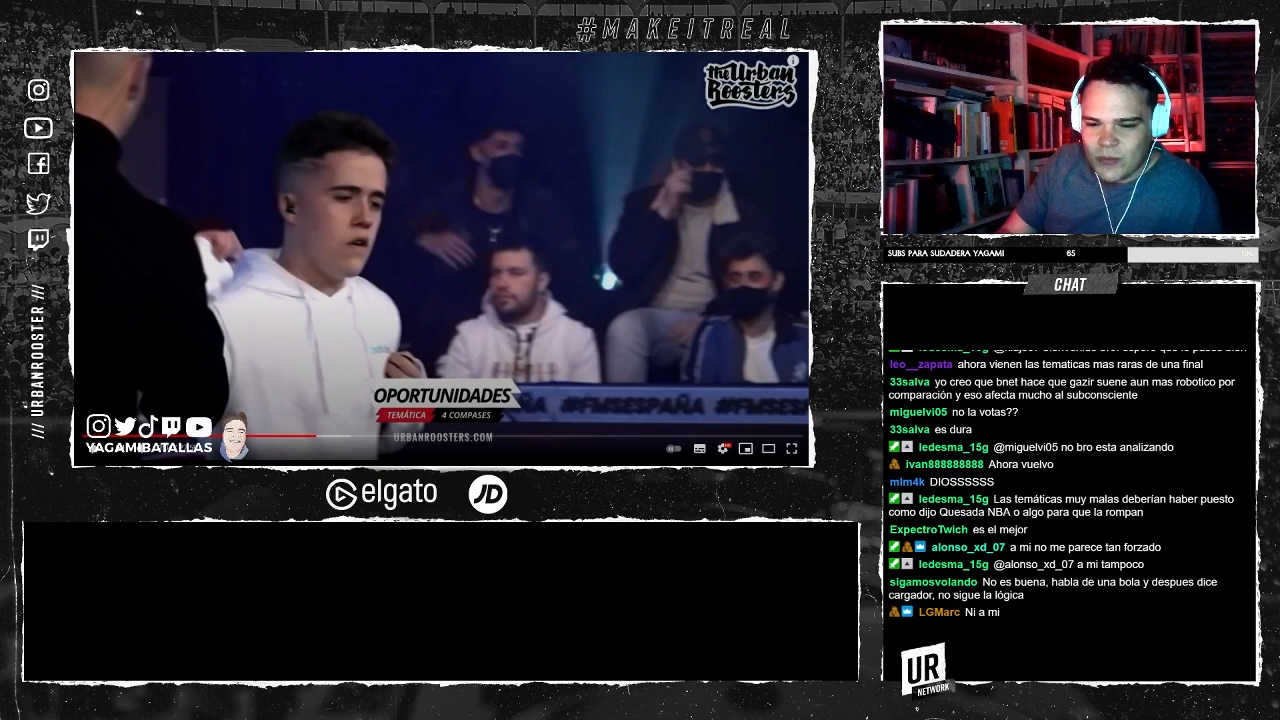 #MAKEITREAL
the Urban
Roosters
/// URBANROOSTER ///
OPORTUNIDADES
TEMÁTICA 4 COMPASES
ÑA #FMSESPAÑA #FMSESP
URBANROOSTERS.COM
YAGAMIBATALLAS
elgato JD
SUBS PARA SUDADERA YAGAMI 65 100
CHAT
leo__zapata ahora vienen las tematicas mas raras de una final
33salva yo creo que bnet hace que gazir suene aun mas robotico por
comparación y eso afecta mucho al subconsciente
miguelvi05 no la votas??
33salva es dura
ledesma_15g @miguelvi05 no bro esta analizando
ivan888888888 Ahora vuelvo
mlm4k DIOSSSSSS
ledesma_15g Las temáticas muy malas deberían haber puesto
como dijo Quesada NBA o algo para que la rompan
ExpectroTwich es el mejor
alonso_xd_07 a mi no me parece tan forzado
ledesma_15g @alonso_xd_07 a mi tampoco
sigamosvolando No es buena, habla de una bola y despues dice
cargador, no sigue la lógica
LGMarc Ni a mi
UR
NETWORK